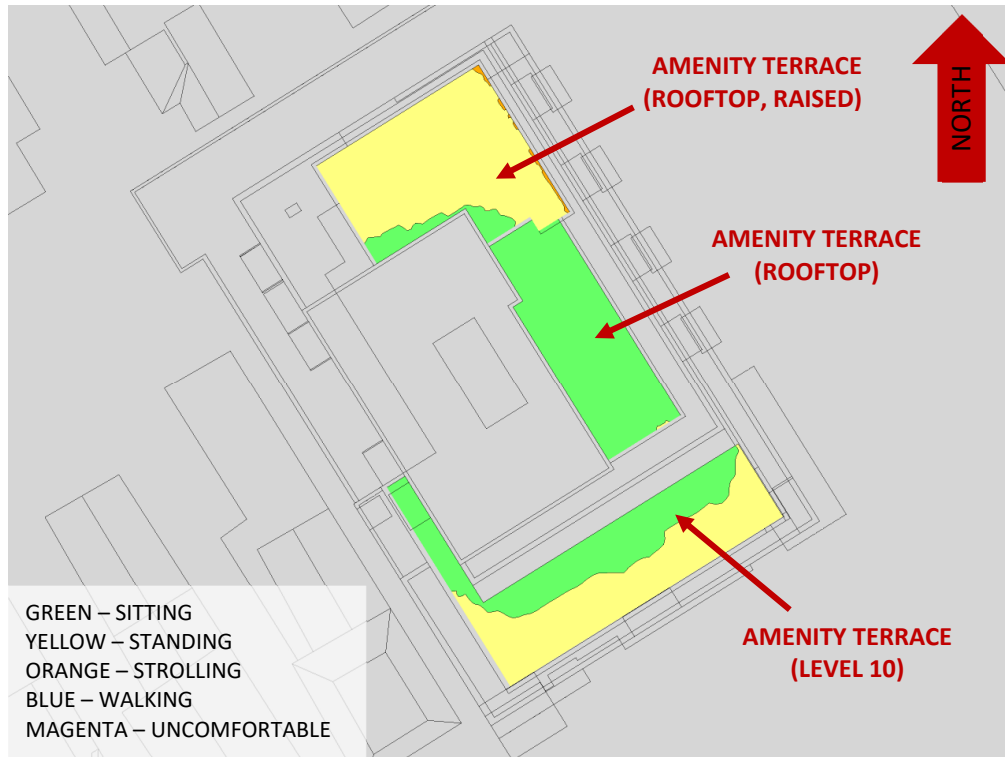 AMENITY TERRACE
(ROOFTOP, RAISED)
NORTH
AMENITY TERRACE
(ROOFTOP)
AMENITY TERRACE
(LEVEL 10)
GREEN – SITTING
YELLOW – STANDING
ORANGE – STROLLING
BLUE – WALKING
MAGENTA – UNCOMFORTABLE